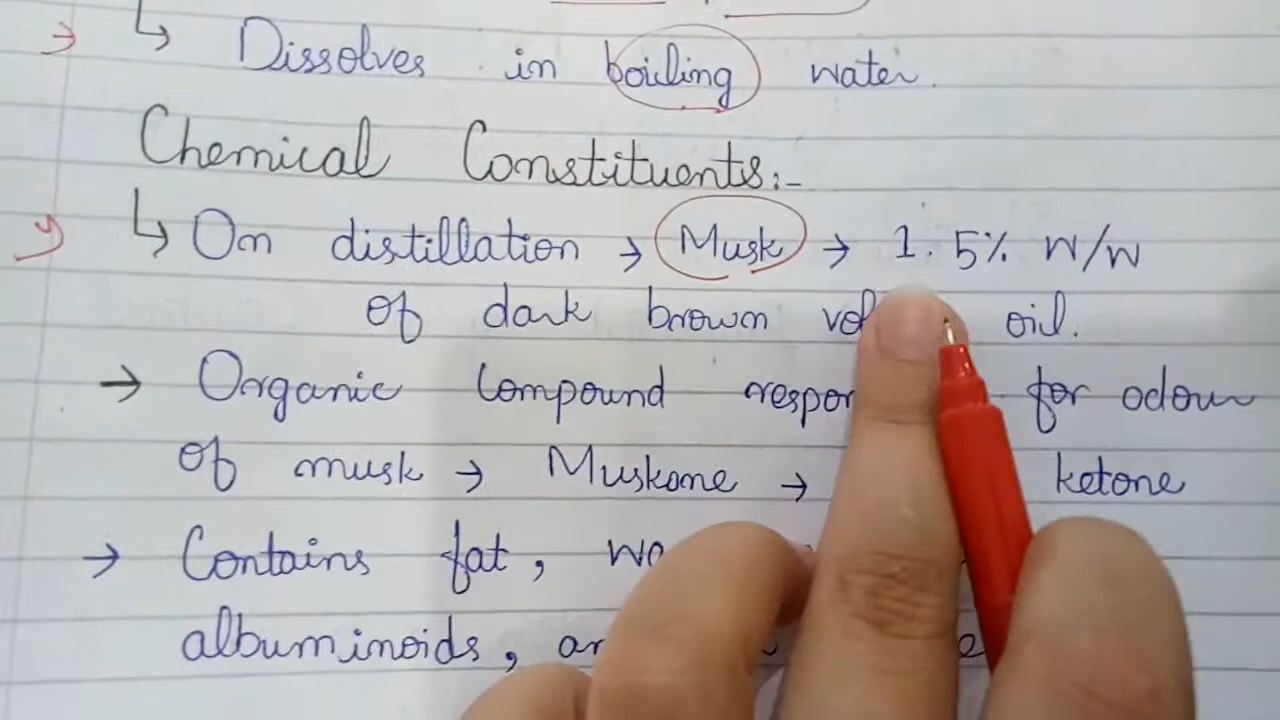 ↳ Dissolves in boiling water.
Chemical Constituents:-
↳ On distillation → Musk → 1.5% w/w
of dark brown oil.
→ Organic Compound for odour
of musk → Muskone → ketone
→ Contains fat,
albuminoids,